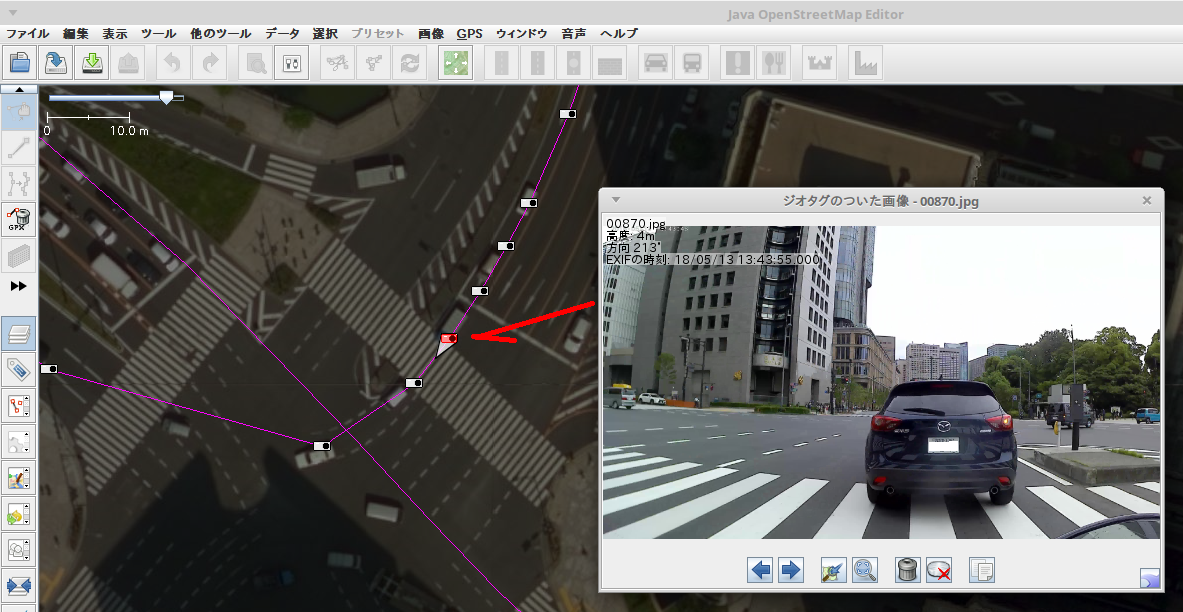 Java OpenStreetMap Editor
ファイル 編集 表示 ツール 他のツール データ 選択 プリセット 画像 GPS ウィンドウ 音声 ヘルプ
0 10.0 m
GPX
ジオタグのついた画像 - 00870.jpg
00870.jpg
高度: 4m
方向 213°
EXIFの時刻: 18/05/13 13:43:55.000